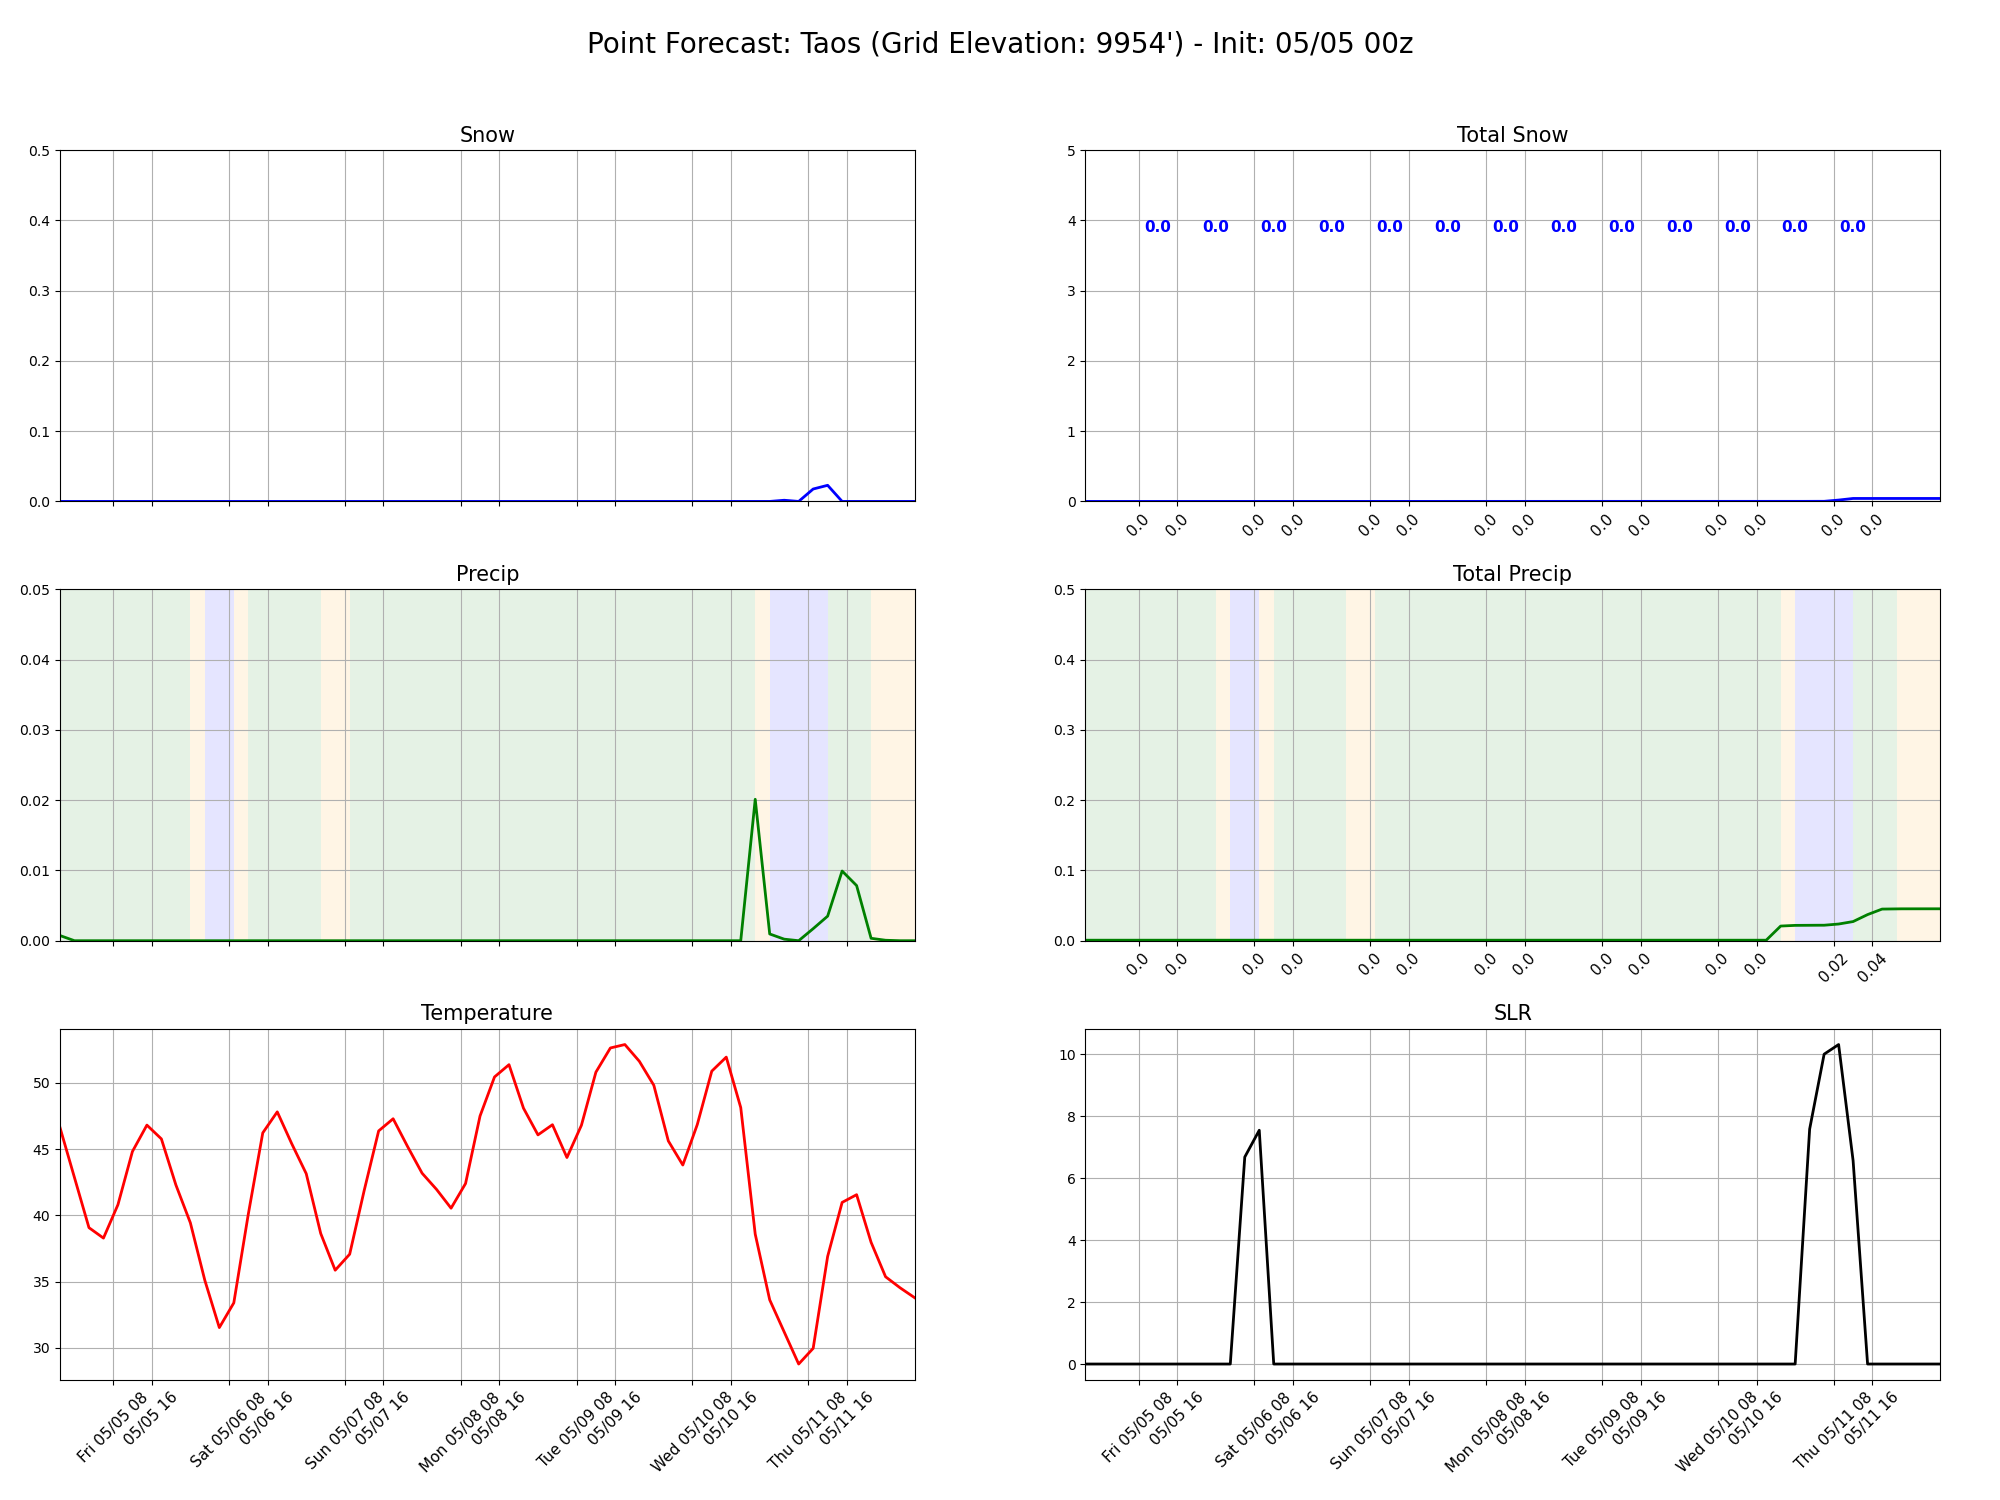 Point Forecast: Taos (Grid Elevation: 9954') - Init: 05/05 00z
Snow
0.5
0.4
0.3
0.2
0.1
0.0
Total Snow
5
4
3
2
1
0
0.0 0.0 0.0 0.0 0.0 0.0 0.0 0.0 0.0 0.0 0.0 0.0 0.0
0.0 0.0 0.0 0.0 0.0 0.0 0.0 0.0 0.0 0.0 0.0 0.0 0.0 0.0
Precip
0.05
0.04
0.03
0.02
0.01
0.00
Total Precip
0.5
0.4
0.3
0.2
0.1
0.0
0.0 0.0 0.0 0.0 0.0 0.0 0.0 0.0 0.0 0.0 0.0 0.0 0.02 0.04
Temperature
50
45
40
35
30
Fri 05/05 08
05/05 16
Sat 05/06 08
05/06 16
Sun 05/07 08
05/07 16
Mon 05/08 08
05/08 16
Tue 05/09 08
05/09 16
Wed 05/10 08
05/10 16
Thu 05/11 08
05/11 16
SLR
10
8
6
4
2
0
Fri 05/05 08
05/05 16
Sat 05/06 08
05/06 16
Sun 05/07 08
05/07 16
Mon 05/08 08
05/08 16
Tue 05/09 08
05/09 16
Wed 05/10 08
05/10 16
Thu 05/11 08
05/11 16